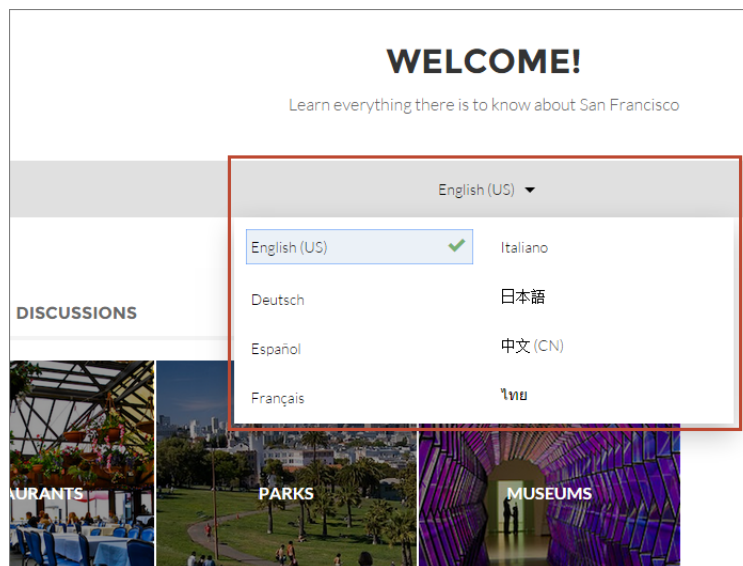 WELCOME!
Learn everything there is to know about San Francisco
English (US)
English (US)
Italiano
Deutsch
日本語
DISCUSSIONS
Español
中文 (CN)
Français
ไทย
AURANTS
PARKS
MUSEUMS